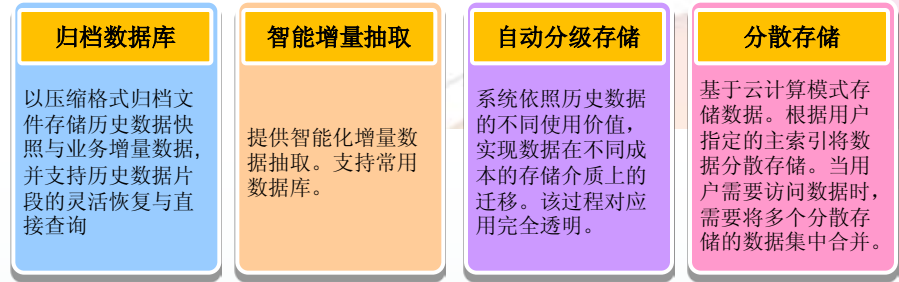 归档数据库
以压缩格式归档文
件存储历史数据快
照与业务增量数据,
并支持历史数据片
段的灵活恢复与直
接查询
智能增量抽取
提供智能化增量数
据抽取。支持常用
数据库。
自动分级存储
系统依照历史数据
的不同使用价值，
实现数据在不同成
本的存储介质上的
迁移。该过程对应
用完全透明。
分散存储
基于云计算模式存
储数据。根据用户
指定的主索引将数
据分散存储。当用
户需要访问数据时，
需要将多个分散存
储的数据集中合并。